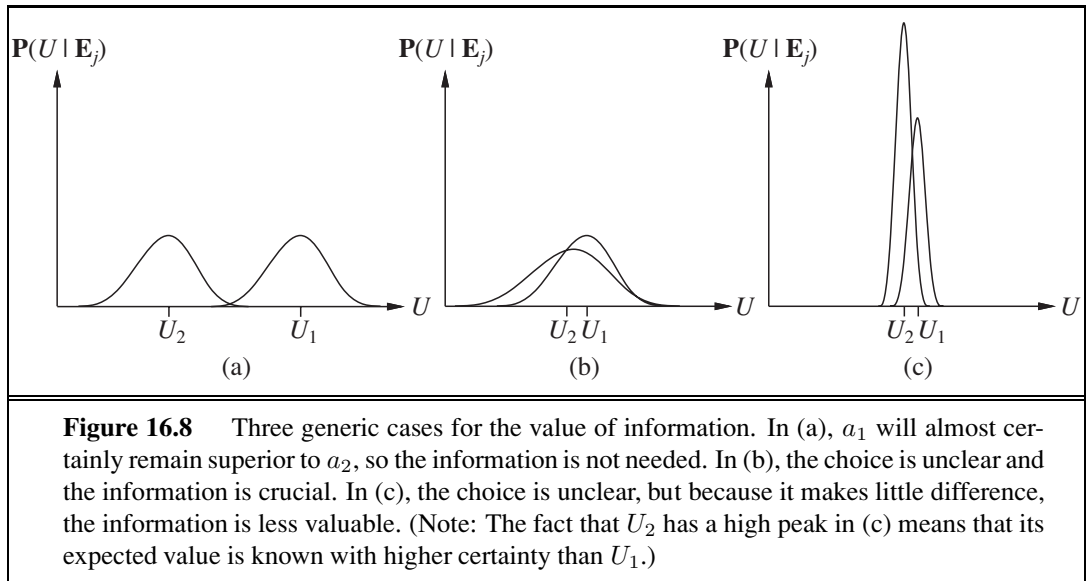 P(U | E_j) P(U | E_j) P(U | E_j)
U U U
U_2 U_1 U_2 U_1 U_2 U_1
(a) (b) (c)
Figure 16.8 Three generic cases for the value of information. In (a), a_1 will almost cer-
tainly remain superior to a_2, so the information is not needed. In (b), the choice is unclear and
the information is crucial. In (c), the choice is unclear, but because it makes little difference,
the information is less valuable. (Note: The fact that U_2 has a high peak in (c) means that its
expected value is known with higher certainty than U_1.)